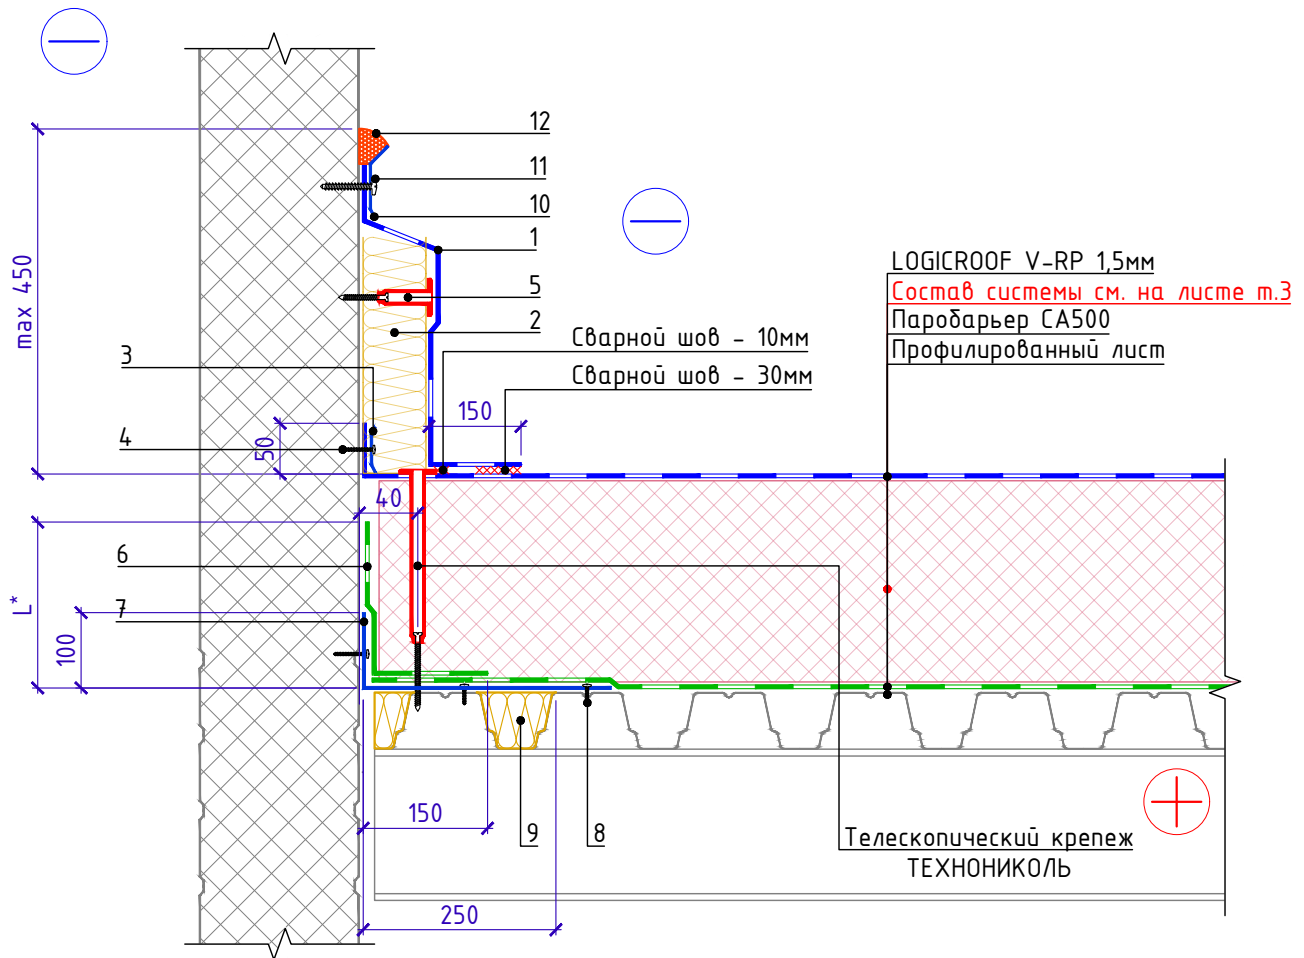 12
11
10
1
5
2
3
4
6
7
max 450
50
150
40
L*
100
150
250
9
8
Сварной шов - 10мм
Сварной шов - 30мм
LOGICROOF V-RP 1,5мм
Состав системы см. на листе т.3
Паробарьер СА500
Профилированный лист
Телескопический крепеж
ТЕХНОНИКОЛЬ